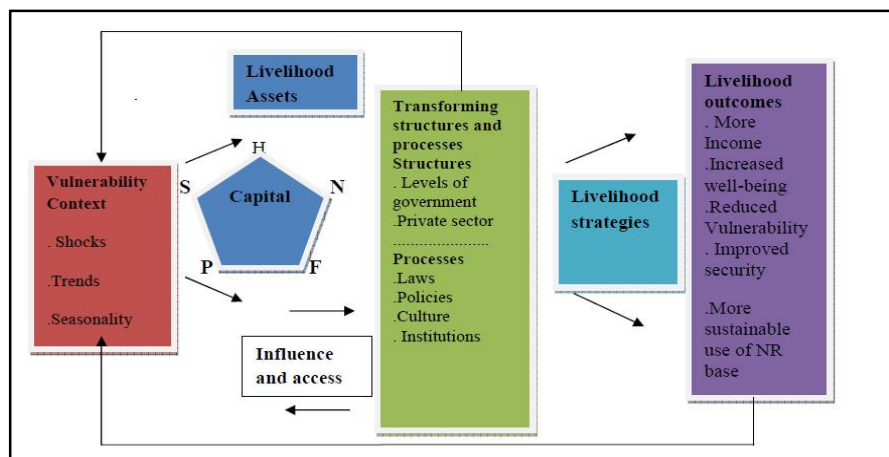 Livelihood
Assets
H
S
N
Capital
P
F
Vulnerability
Context
. Shocks
.Trends
.Seasonality
Influence
and access
Transforming
structures and
processes
Structures
. Levels of
government
.Private sector
........................
Processes
.Laws
.Policies
.Culture
. Institutions
Livelihood
strategies
Livelihood
outcomes
. More
Income
.Increased
well-being
.Reduced
Vulnerability
. Improved
security
.More
sustainable
use of NR
base